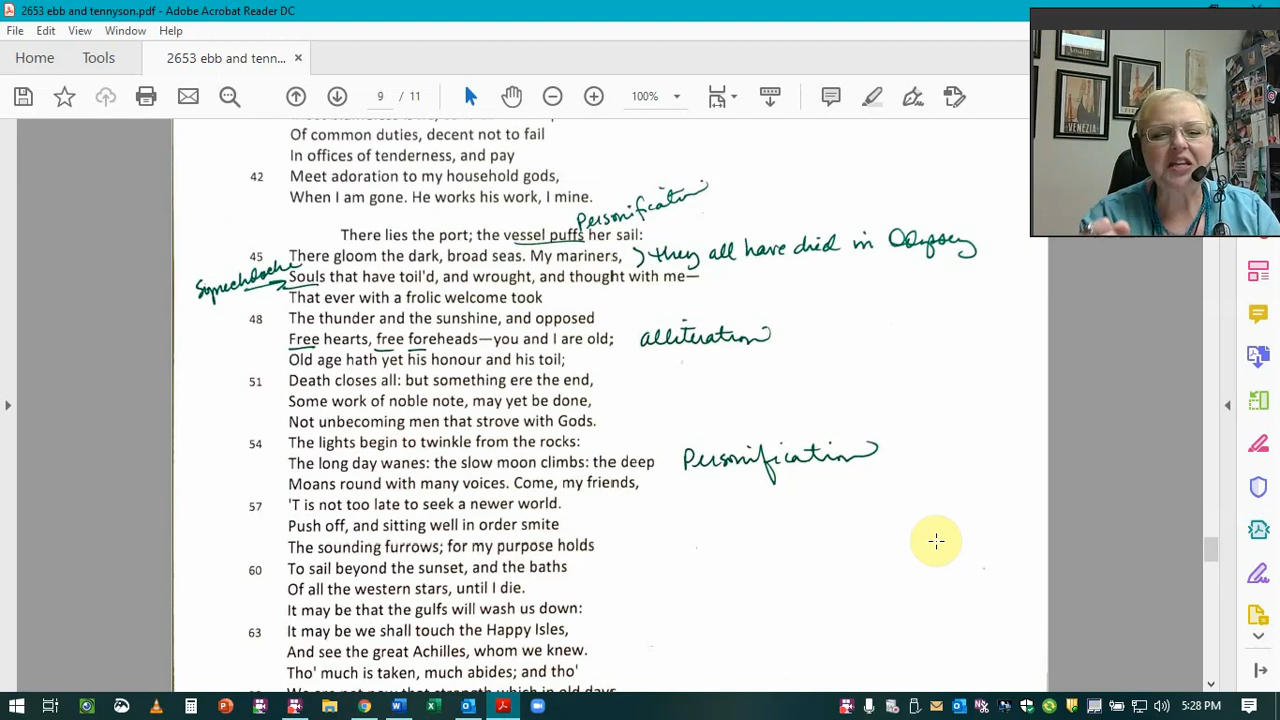 2653 ebb and tennyson.pdf - Adobe Acrobat Reader DC
File Edit View Window Help
Home Tools 2653 ebb and tenn... ×
9 / 11 100%
VENEZIA
Of common duties, decent not to fail
In offices of tenderness, and pay
42 Meet adoration to my household gods,
When I am gone. He works his work, I mine.
Personification
There lies the port; the vessel puffs her sail:
45 There gloom the dark, broad seas. My mariners, they all have died in Odyssey
Synechdoche Souls that have toil'd, and wrought, and thought with me—
That ever with a frolic welcome took
48 The thunder and the sunshine, and opposed
Free hearts, free foreheads—you and I are old; alliteration
Old age hath yet his honour and his toil;
51 Death closes all: but something ere the end,
Some work of noble note, may yet be done,
Not unbecoming men that strove with Gods.
54 The lights begin to twinkle from the rocks:
The long day wanes: the slow moon climbs: the deep Personification
Moans round with many voices. Come, my friends,
57 'T is not too late to seek a newer world.
Push off, and sitting well in order smite
The sounding furrows; for my purpose holds
60 To sail beyond the sunset, and the baths
Of all the western stars, until I die.
It may be that the gulfs will wash us down:
63 It may be we shall touch the Happy Isles,
And see the great Achilles, whom we knew.
Tho' much is taken, much abides; and tho'
We are not now that strength which in old days
5:28 PM